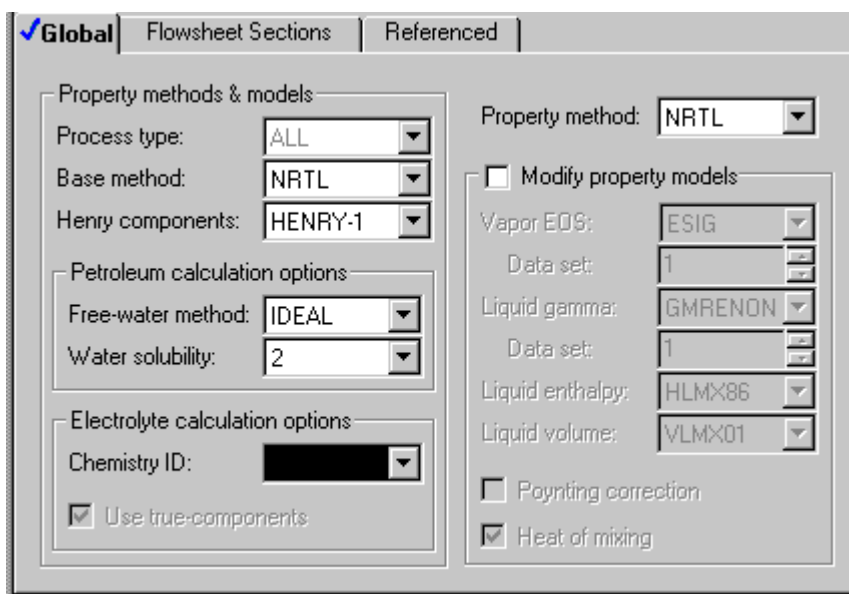 Global
Flowsheet Sections
Referenced
Property methods & models
Process type: ALL
Base method: NRTL
Henry components: HENRY-1
Petroleum calculation options
Free-water method: IDEAL
Water solubility: 2
Electrolyte calculation options
Chemistry ID:
Use true-components
Property method: NRTL
Modify property models
Vapor EOS: ESIG
Data set: 1
Liquid gamma: GMRENON
Data set: 1
Liquid enthalpy: HLMX86
Liquid volume: VLMX01
Poynting correction
Heat of mixing